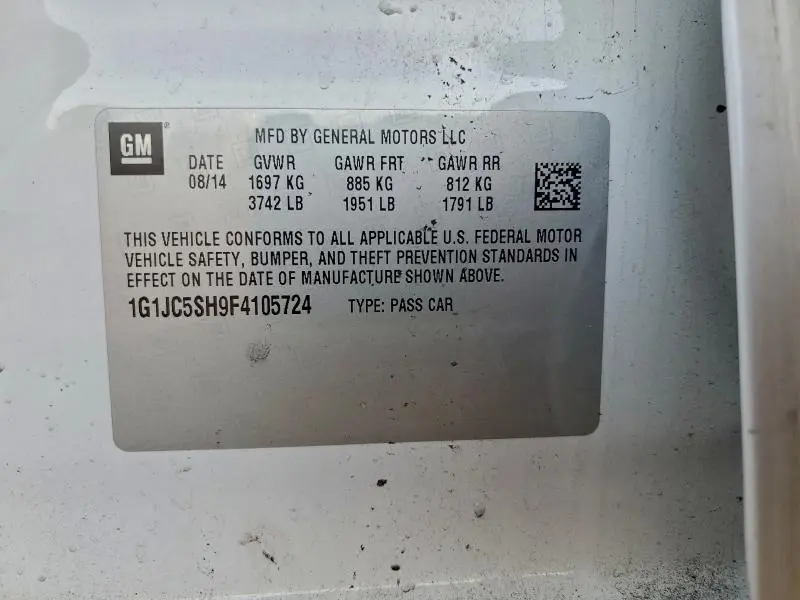 GM®
MFD BY GENERAL MOTORS LLC
DATE GVWR GAWR FRT GAWR RR
08/14 1697 KG 885 KG 812 KG
3742 LB 1951 LB 1791 LB
THIS VEHICLE CONFORMS TO ALL APPLICABLE U.S. FEDERAL MOTOR
VEHICLE SAFETY, BUMPER, AND THEFT PREVENTION STANDARDS IN
EFFECT ON THE DATE OF MANUFACTURE SHOWN ABOVE.
1G1JC5SH9F4105724 TYPE: PASS CAR